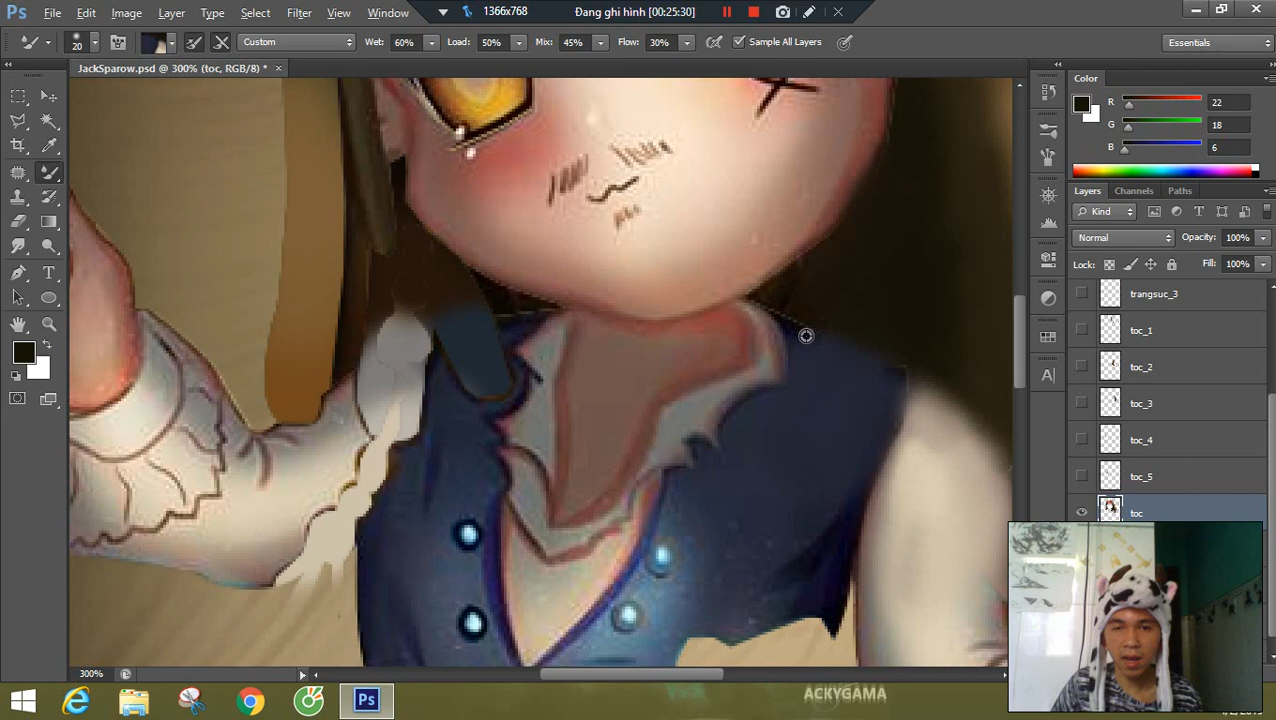 Ps File Edit Image Layer Type Select Filter View Window
1366x768 Đang ghi hình [00:25:30]
20 Custom Wet: 60% Load: 50% Mix: 45% Flow: 30% Sample All Layers Essentials
JackSparow.psd @ 300% (toc, RGB/8) * ×
Color
R 22
G 18
B 6
Layers Channels Paths
Kind
Normal Opacity: 100%
Lock: Fill: 100%
trangsuc_3
toc_1
toc_2
toc_3
toc_4
toc_5
toc
300%
Ps
ACKYGAMA